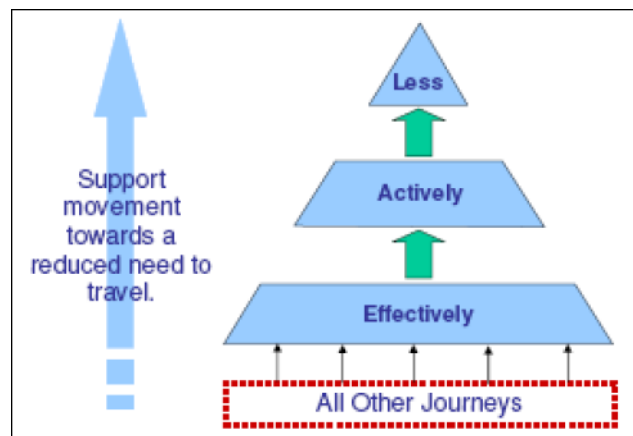 Less
Support
movement
towards a
reduced need to
travel.
Actively
Effectively
All Other Journeys